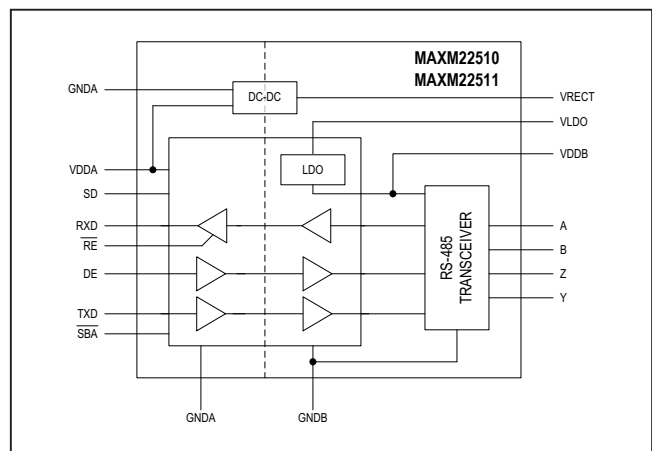 MAXM22510
MAXM22511
GNDA
DC-DC
VRECT
VLDO
VDDB
VDDA
LDO
SD
RXD
RE
DE
TXD
SBA
RS-485
TRANSCEIVER
A
B
Z
Y
GNDA
GNDB